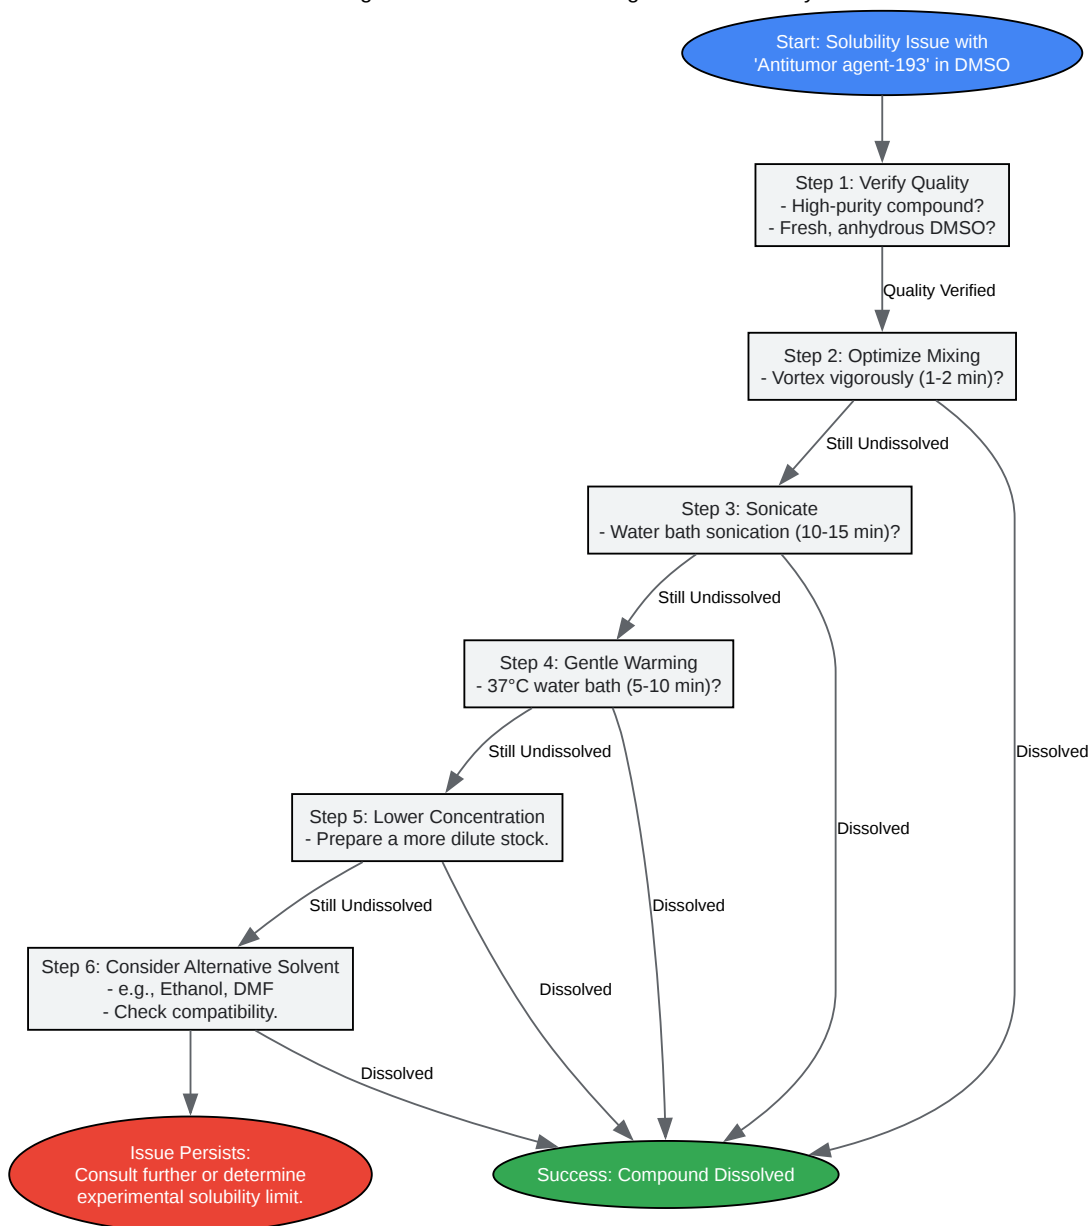 Start: Solubility Issue with
'Antitumor agent-193' in DMSO
Step 1: Verify Quality
- High-purity compound?
- Fresh, anhydrous DMSO?
Quality Verified
Step 2: Optimize Mixing
- Vortex vigorously (1-2 min)?
Still Undissolved
Step 3: Sonicate
- Water bath sonication (10-15 min)?
Still Undissolved
Step 4: Gentle Warming
- 37°C water bath (5-10 min)?
Still Undissolved
Dissolved
Step 5: Lower Concentration
- Prepare a more dilute stock.
Dissolved
Still Undissolved
Dissolved
Step 6: Consider Alternative Solvent
- e.g., Ethanol, DMF
- Check compatibility.
Dissolved
Dissolved
Issue Persists:
Consult further or determine
experimental solubility limit.
Success: Compound Dissolved